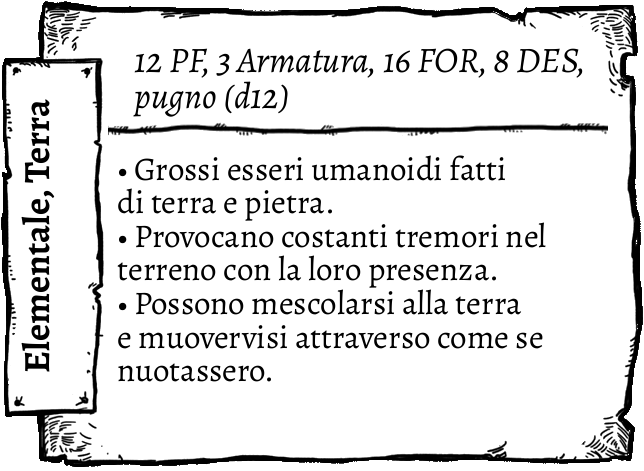 Elementale, Terra
12 PF, 3 Armatura, 16 FOR, 8 DES,
pugno (d12)
• Grossi esseri umanoidi fatti
di terra e pietra.
• Provocano costanti tremori nel
terreno con la loro presenza.
• Possono mescolarsi alla terra
e muovervisi attraverso come se
nuotassero.